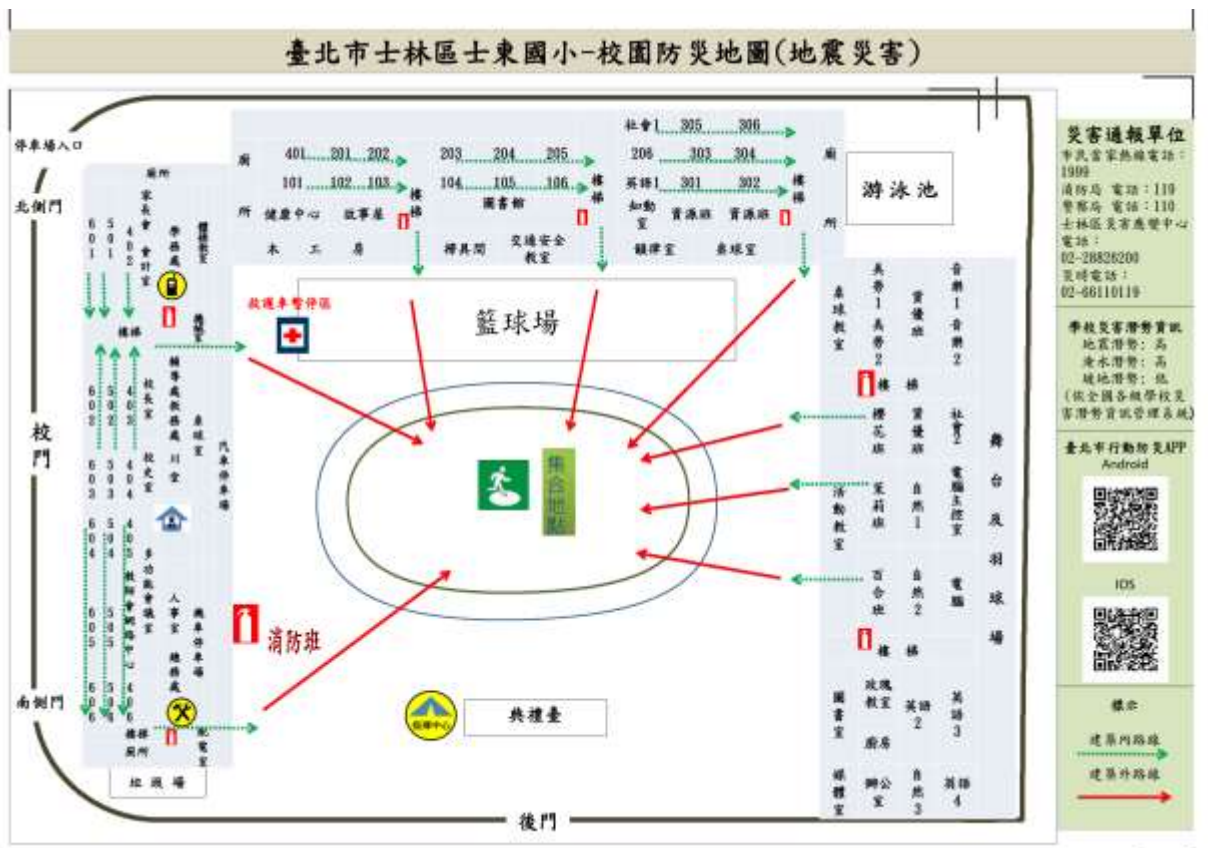 臺北市士林區士東國小-校園防災地圖(地震災害)
停車場入口
北側門
校門
南側門
後門
廁所
401 201 202
101 102 103
健康中心 故事屋
木工房
樓梯
203 204 205
104 105 106
圖書館
掃具間 交通安全教室
樓梯
社會1 305 306
206 303 304
英語1 301 302
知動室 資源班 資源班
韻律室 桌球室
樓梯
廁所
游泳池
籃球場
救護車暫停區
集合地點
消防班
指揮中心
典禮臺
廁所
601
501
402
家長會 會計室
學務處
樓梯
602
502
403
校長室
輔導處 教務處
桌球室
汽車停車場
603
503
404
校史室
川堂
604
504
405
多功能會議室
605
505
教師會 網路中心
人事室
機車停車場
606
506
406
總務處
樓梯
廁所
配電室
垃圾場
桌球教室
美勞1 美勞2
資優班
音樂1 音樂2
樓梯
櫻花班
資優班
社會2
活動教室
茉莉班
自然1
電腦主控室
百合班
自然2
電腦
舞台及羽球場
樓梯
圖書室
玫瑰教室
英語2
英語3
廚房
媒體室
辦公室
自然3
英語4
災害通報單位
市民當家熱線電話：
1999
消防局 電話：119
警察局 電話：110
士林區災害應變中心
電話：
02-28826200
災時電話：
02-66110119
學校災害潛勢資訊
地震潛勢: 高
淹水潛勢: 高
坡地潛勢: 低
(依全國各級學校災
害潛勢資訊管理系統)
臺北市行動防災APP
Android
IOS
標示
建築內路線
建築外路線